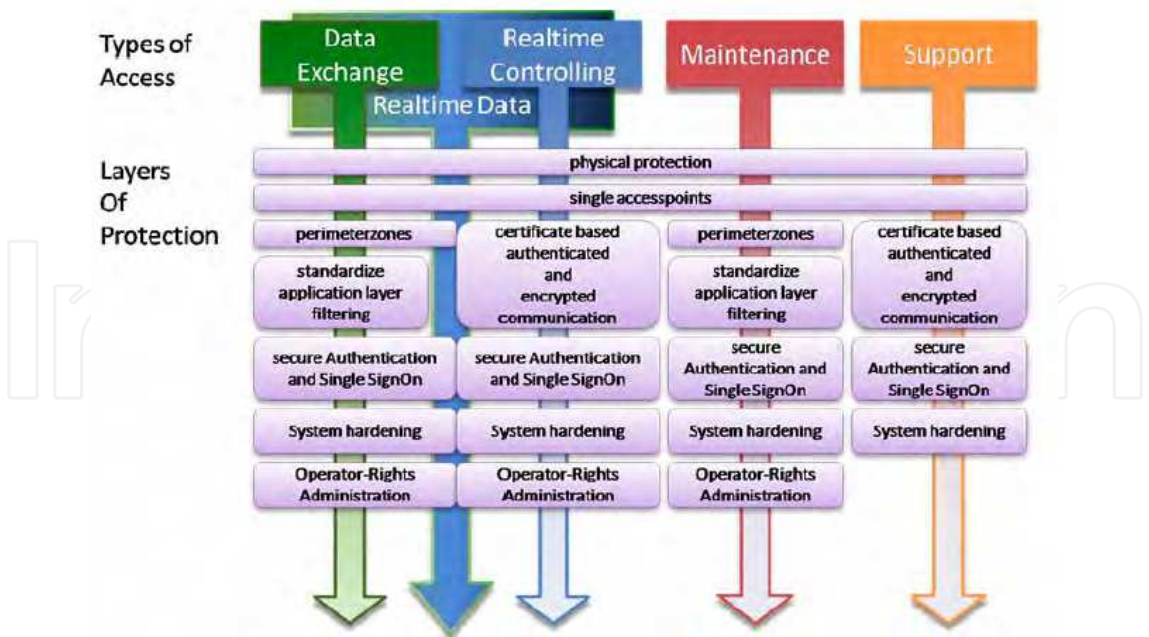 Types of
Access
Data
Exchange
Realtime
Controlling
Realtime Data
Maintenance
Support
Layers
Of
Protection
physical protection
single accesspoints
perimeterzones
certificate based
authenticated
and
encrypted
communication
perimeterzones
certificate based
authenticated
and
encrypted
communication
standardize
application layer
filtering
standardize
application layer
filtering
secure Authentication
and Single SignOn
secure Authentication
and Single SignOn
secure
Authentication and
Single SignOn
secure
Authentication and
Single SignOn
System hardening
System hardening
System hardening
System hardening
Operator-Rights
Administration
Operator-Rights
Administration
Operator-Rights
Administration